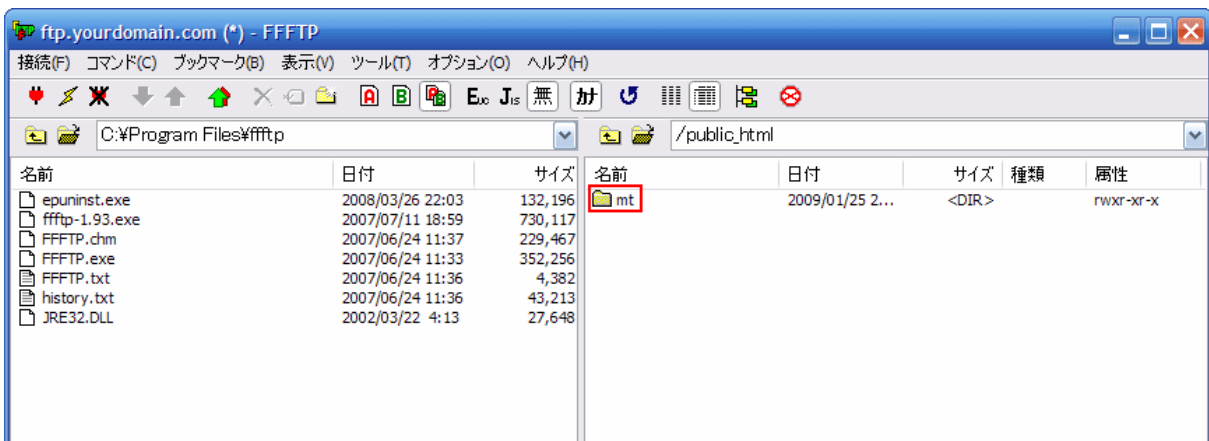 ftp.yourdomain.com (*) - FFFTP
接続(F) コマンド(C) ブックマーク(B) 表示(V) ツール(T) オプション(O) ヘルプ(H)
A B Euc JIS 無 カナ
C:¥Program Files¥ffftp
/public_html
名前 日付 サイズ
epuninst.exe 2008/03/26 22:03 132,196
ffftp-1.93.exe 2007/07/11 18:59 730,117
FFFTP.chm 2007/06/24 11:37 229,467
FFFTP.exe 2007/06/24 11:33 352,256
FFFTP.txt 2007/06/24 11:36 4,382
history.txt 2007/06/24 11:36 43,213
JRE32.DLL 2002/03/22 4:13 27,648
名前 日付 サイズ 種類 属性
mt 2009/01/25 2... <DIR> rwxr-xr-x